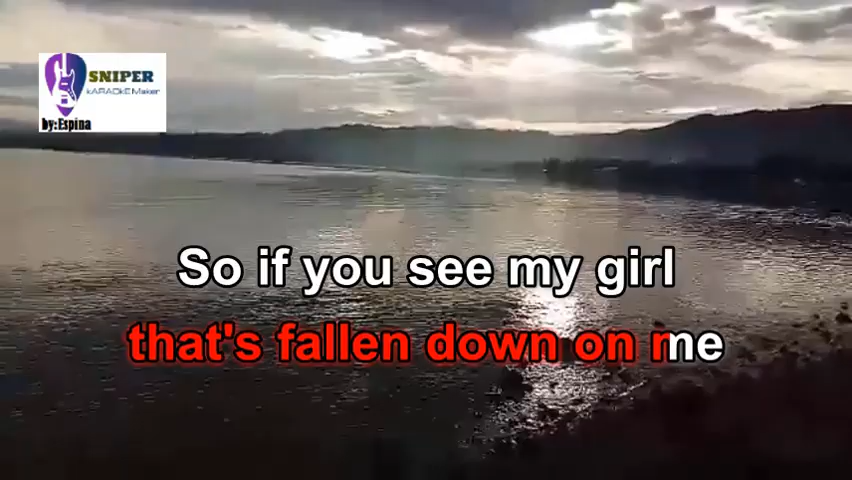 SNIPER
kARAOkE Maker
by:Espina
So if you see my girl
that's fallen down on me